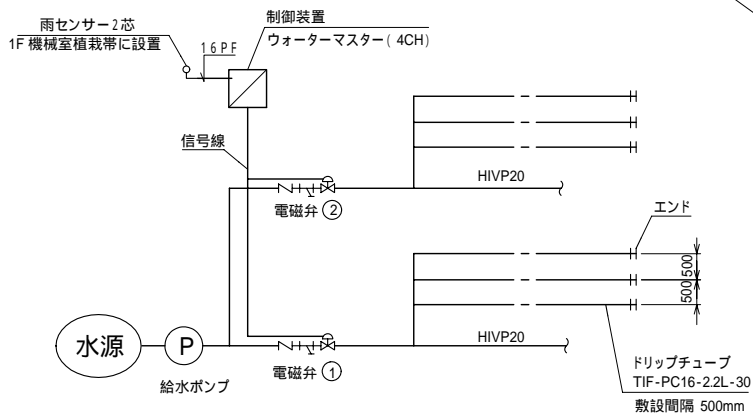 雨センサー2芯
1F 機械室植栽帯に設置
16PF
制御装置
ウォーターマスター( 4CH)
信号線
電磁弁 ②
HIVP20
エンド
500
500
水源
P
給水ポンプ
電磁弁 ①
HIVP20
ドリップチューブ
TIF-PC16-2.2L-30
敷設間隔 500mm